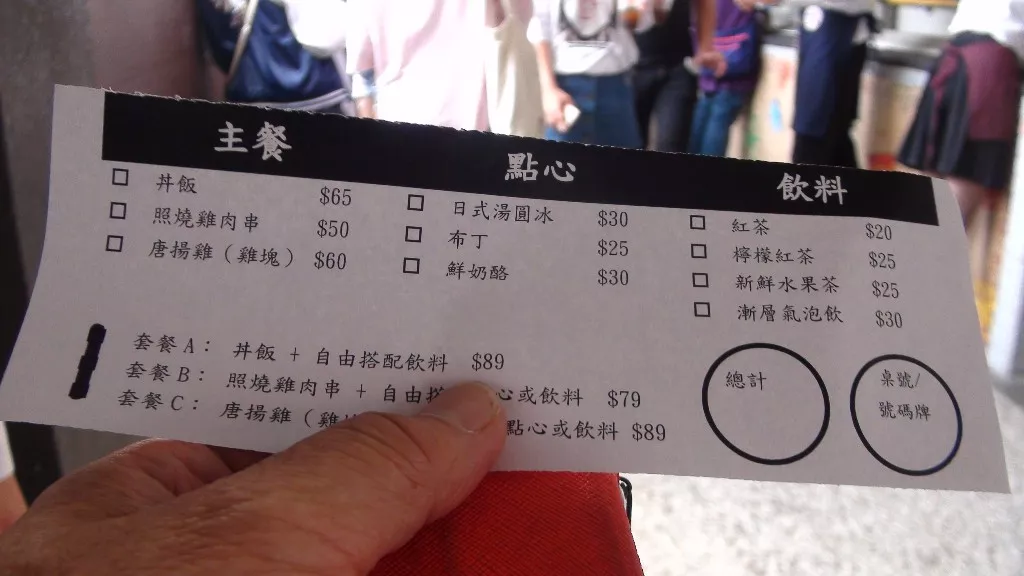 主餐
丼飯 $65
照燒雞肉串 $50
唐揚雞（雞塊） $60
點心
日式湯圓冰 $30
布丁 $25
鮮奶酪 $30
飲料
紅茶 $20
檸檬紅茶 $25
新鮮水果茶 $25
漸層氣泡飲 $30
套餐A： 丼飯 + 自由搭配飲料 $89
套餐B： 照燒雞肉串 + 自由搭 心或飲料 $79
套餐C： 唐揚雞（雞 點心或飲料 $89
總計
桌號/
號碼牌